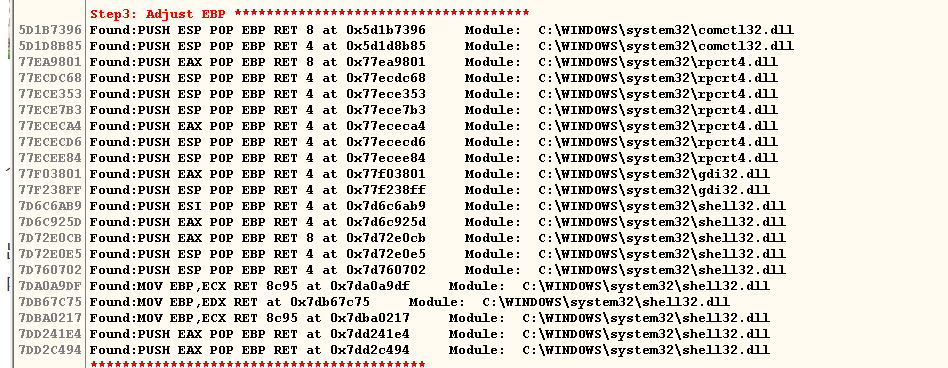 Step3: Adjust EBP *************************************
5D1B7396 Found:PUSH ESP POP EBP RET 8 at 0x5d1b7396 Module: C:\WINDOWS\system32\comctl32.dll
5D1D8B85 Found:PUSH ESP POP EBP RET 4 at 0x5d1d8b85 Module: C:\WINDOWS\system32\comctl32.dll
77EA9801 Found:PUSH EAX POP EBP RET 8 at 0x77ea9801 Module: C:\WINDOWS\system32\rpcrt4.dll
77ECDC68 Found:PUSH ESP POP EBP RET 4 at 0x77ecdc68 Module: C:\WINDOWS\system32\rpcrt4.dll
77ECE353 Found:PUSH ESP POP EBP RET 4 at 0x77ece353 Module: C:\WINDOWS\system32\rpcrt4.dll
77ECE7B3 Found:PUSH ESP POP EBP RET 4 at 0x77ece7b3 Module: C:\WINDOWS\system32\rpcrt4.dll
77ECECA4 Found:PUSH EAX POP EBP RET 4 at 0x77ececa4 Module: C:\WINDOWS\system32\rpcrt4.dll
77ECECD6 Found:PUSH ESP POP EBP RET 4 at 0x77ececd6 Module: C:\WINDOWS\system32\rpcrt4.dll
77ECEE84 Found:PUSH ESP POP EBP RET 4 at 0x77ecee84 Module: C:\WINDOWS\system32\rpcrt4.dll
77F03801 Found:PUSH EAX POP EBP RET 4 at 0x77f03801 Module: C:\WINDOWS\system32\gdi32.dll
77F238FF Found:PUSH ESP POP EBP RET 4 at 0x77f238ff Module: C:\WINDOWS\system32\gdi32.dll
7D6C6AB9 Found:PUSH ESI POP EBP RET 4 at 0x7d6c6ab9 Module: C:\WINDOWS\system32\shell32.dll
7D6C925D Found:PUSH EAX POP EBP RET 4 at 0x7d6c925d Module: C:\WINDOWS\system32\shell32.dll
7D72E0CB Found:PUSH EAX POP EBP RET 8 at 0x7d72e0cb Module: C:\WINDOWS\system32\shell32.dll
7D72E0E5 Found:PUSH ESP POP EBP RET 4 at 0x7d72e0e5 Module: C:\WINDOWS\system32\shell32.dll
7D760702 Found:PUSH ESP POP EBP RET 4 at 0x7d760702 Module: C:\WINDOWS\system32\shell32.dll
7DA0A9DF Found:MOV EBP,ECX RET 8c95 at 0x7da0a9df Module: C:\WINDOWS\system32\shell32.dll
7DB67C75 Found:MOV EBP,EDX RET at 0x7db67c75 Module: C:\WINDOWS\system32\shell32.dll
7DBA0217 Found:MOV EBP,ECX RET 8c95 at 0x7dba0217 Module: C:\WINDOWS\system32\shell32.dll
7DD241E4 Found:PUSH EAX POP EBP RET at 0x7dd241e4 Module: C:\WINDOWS\system32\shell32.dll
7DD2C494 Found:PUSH EAX POP EBP RET at 0x7dd2c494 Module: C:\WINDOWS\system32\shell32.dll
******************************************